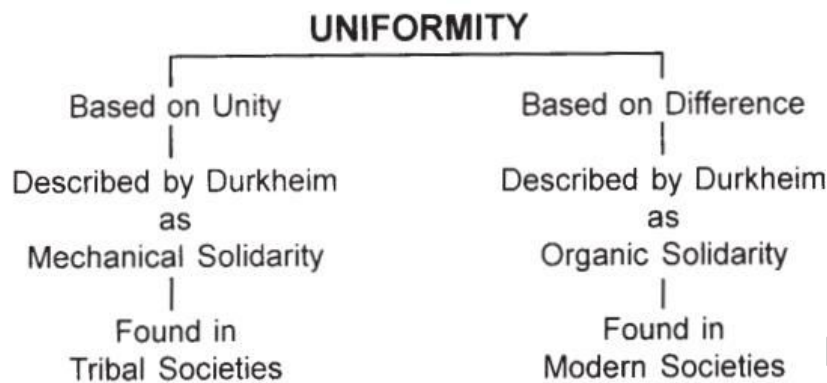 UNIFORMITY
Based on Unity
Described by Durkheim
as
Mechanical Solidarity
Found in
Tribal Societies
Based on Difference
Described by Durkheim
as
Organic Solidarity
Found in
Modern Societies